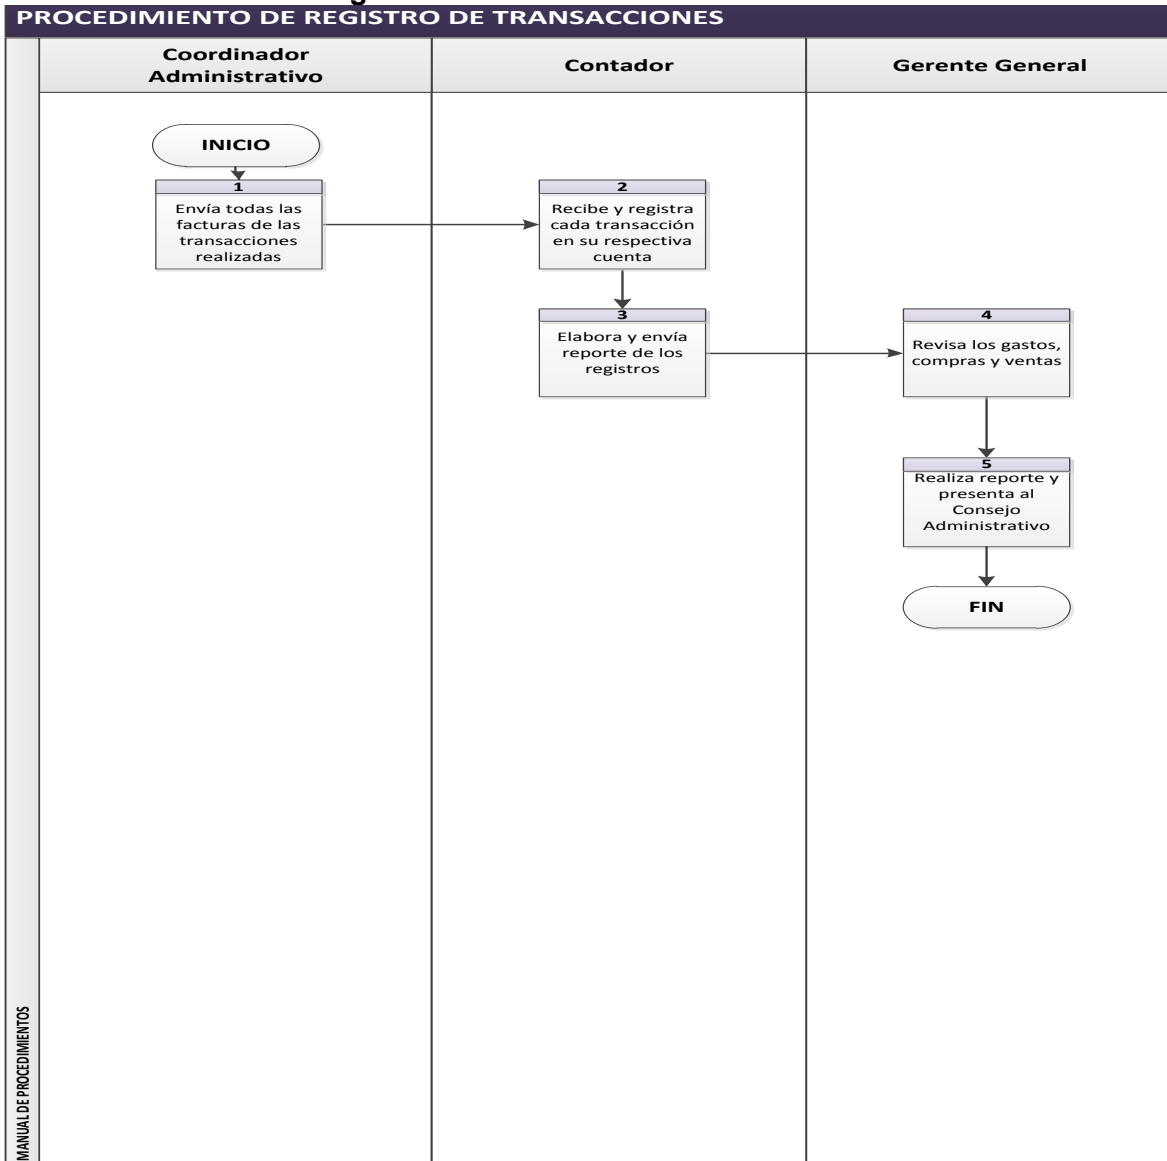 PROCEDIMIENTO DE REGISTRO DE TRANSACCIONES
Coordinador
Administrativo
Contador
Gerente General
INICIO
1
Envía todas las
facturas de las
transacciones
realizadas
2
Recibe y registra
cada transacción
en su respectiva
cuenta
3
Elabora y envía
reporte de los
registros
4
Revisa los gastos,
compras y ventas
5
Realiza reporte y
presenta al
Consejo
Administrativo
FIN
MANUAL DE PROCEDIMIENTOS